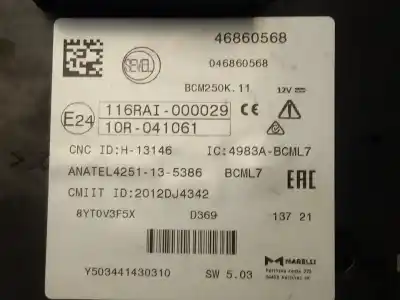 46860568
046860568
SEVEL
BCM250K.11
12V
116RAI-000029
CE
E24
10R-041061
CNC ID:H-13146
IC:4983A-BCML7
ANATEL4251-13-5386
BCML7
EAC
CMIIT ID:2012DJ4342
8YT0V3F5X
D369
137 21
MARELLI
Y503441430310
SW 5.03